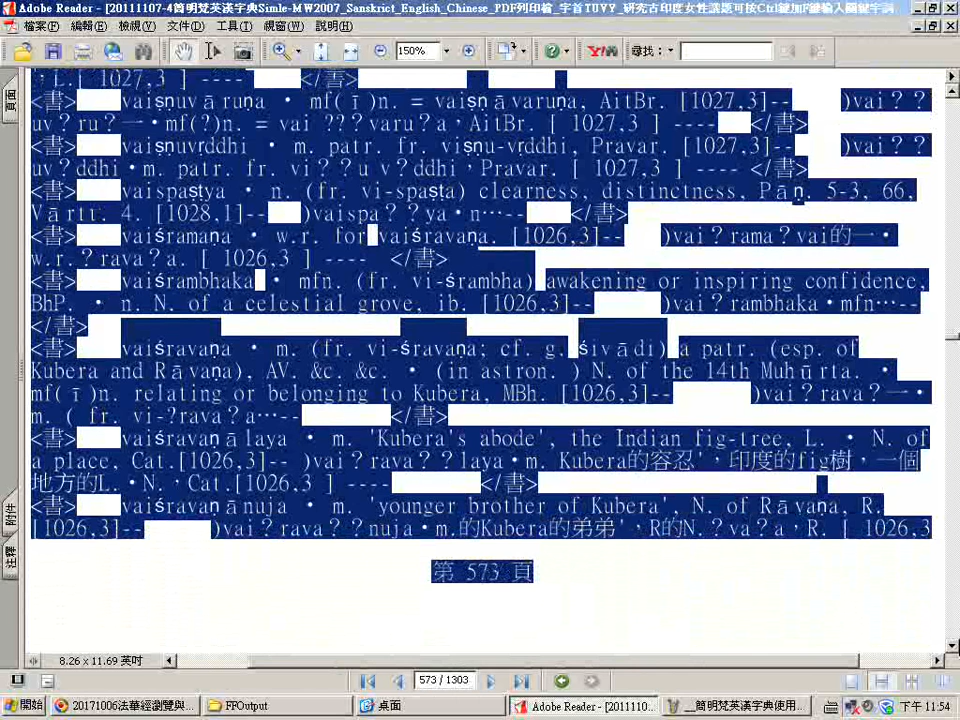 Adobe Reader - [20111107-4簡明梵英漢字典Simle-MW2007_Sanskrict_English_Chinese_PDF列印檔_字首TUVY_研究古印度女性議題可按Ctrl鍵加F鍵輸入關鍵字詞
檔案(F) 編輯(E) 檢視(V) 文件(D) 工具(T) 視窗(W) 說明(H)
150% Y! 尋找:
頁面
附件
註釋
, L. [ 1027,3 ] ---- </書>
<書> vaiṣṇuvāruṇa • mf(ī)n. = vaiṣṇāvaruṇa, AitBr. [1027,3]-- )vai??
uv?ru?一•mf(?)n. = vai ???varu?a,AitBr. [ 1027,3 ] ---- </書>
<書> vaiṣṇuvṛddhi • m. patr. fr. viṣṇu-vṛddhi, Pravar. [1027,3]-- )vai??
uv?ddhi•m. patr. fr. vi??u v?ddhi,Pravar. [ 1027,3 ] ---- </書>
<書> vaispaṣṭya • n. (fr. vi-spaṣṭa) clearness, distinctness, Pāṇ. 5-3, 66,
Vārtt. 4. [1028,1]-- )vaispa??ya•n…-- </書>
<書> vaiśramaṇa • w.r. for vaiśravaṇa. [1026,3]-- )vai?rama?vai的一•
w.r.?rava?a. [ 1026,3 ] ---- </書>
<書> vaiśrambhaka • mfn. (fr. vi-śrambha) awakening or inspiring confidence,
BhP. • n. N. of a celestial grove, ib. [1026,3]-- )vai?rambhaka•mfn…--
</書>
<書> vaiśravaṇa • m. (fr. vi-śravaṇa; cf. g. śivādi) a patr. (esp. of
Kubera and Rāvaṇa), AV. &c. &c. • (in astron. ) N. of the 14th Muhūrta. •
mf(ī)n. relating or belonging to Kubera, MBh. [1026,3]-- )vai?rava?一•
m. ( fr. vi-?rava?a…-- </書>
<書> vaiśravaṇālaya • m. 'Kubera's abode', the Indian fig-tree, L. • N. of
a place, Cat.[1026,3]-- )vai?rava??laya•m. 'Kubera的容忍',印度的fig樹,一個
地方的L.•N.,Cat.[1026,3 ] ---- </書>
<書> vaiśravaṇānuja • m. 'younger brother of Kubera', N. of Rāvaṇa, R.
[1026,3]-- )vai?rava??nuja•m.的Kubera的弟弟',R的N.?va?a,R. [ 1026,3
第 573 頁
8.26 x 11.69 英吋
573 / 1303
開始 20171006法華經瀏覽與... FFOutput 桌面 Adobe Reader - [2011110... __簡明梵英字典使用... 下午 11:54